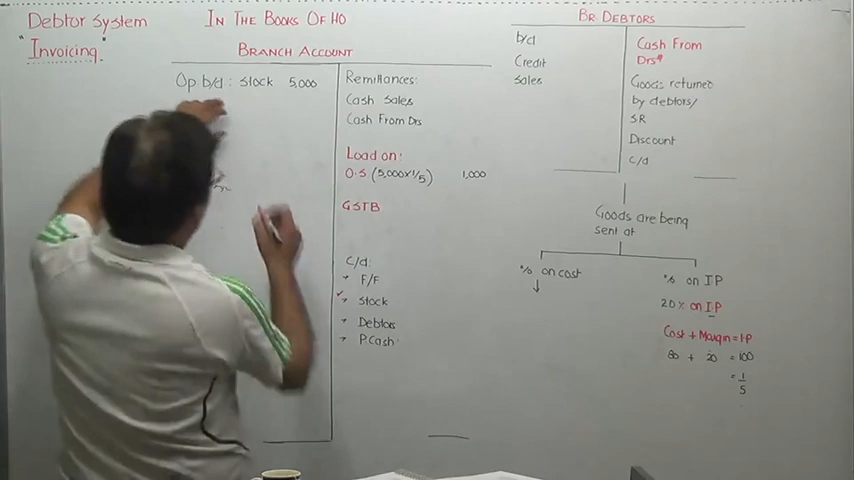 Debtor System
"Invoicing"
In The Books Of HO
Branch Account
Op b/d: Stock 5,000
Remittances:
Cash Sales
Cash From Drs
Load on:
O.S (5,000x1/5) 1,000
GSTB
c/d:
- F/F
✓- Stock
- Debtors
- P.Cash
Br Debtors
b/d
Credit
Sales
Cash From
Drs*
Goods returned
by debtors/
SR
Discount
c/d
Goods are being
sent at
% on cost
↓
% on I.P
20% on I.P
Cost + Margin = I.P
80 + 20 = 100
= 1/5